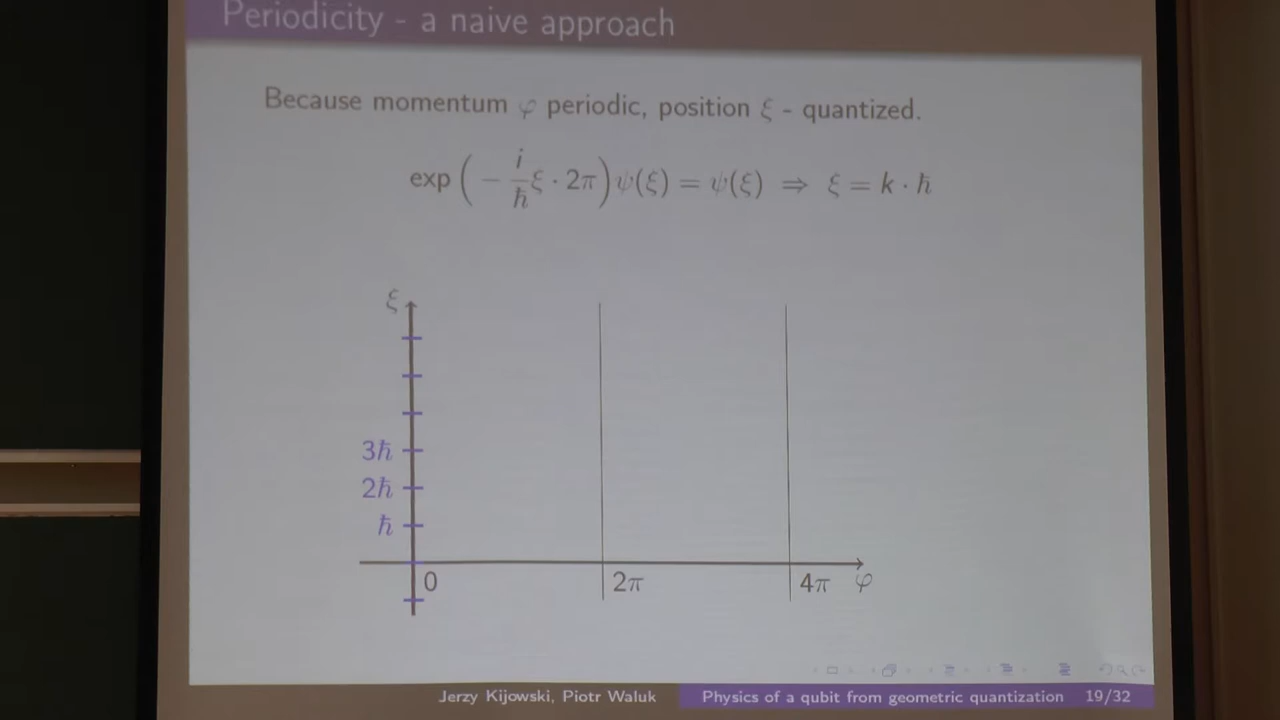 Periodicity - a naive approach
Because momentum φ periodic, position ξ - quantized.
exp ( - i/ħ ξ · 2π ) ψ(ξ) = ψ(ξ) ⇒ ξ = k · ħ
ξ
3ħ
2ħ
ħ
0 2π 4π φ
Jerzy Kijowski, Piotr Waluk Physics of a qubit from geometric quantization 19/32